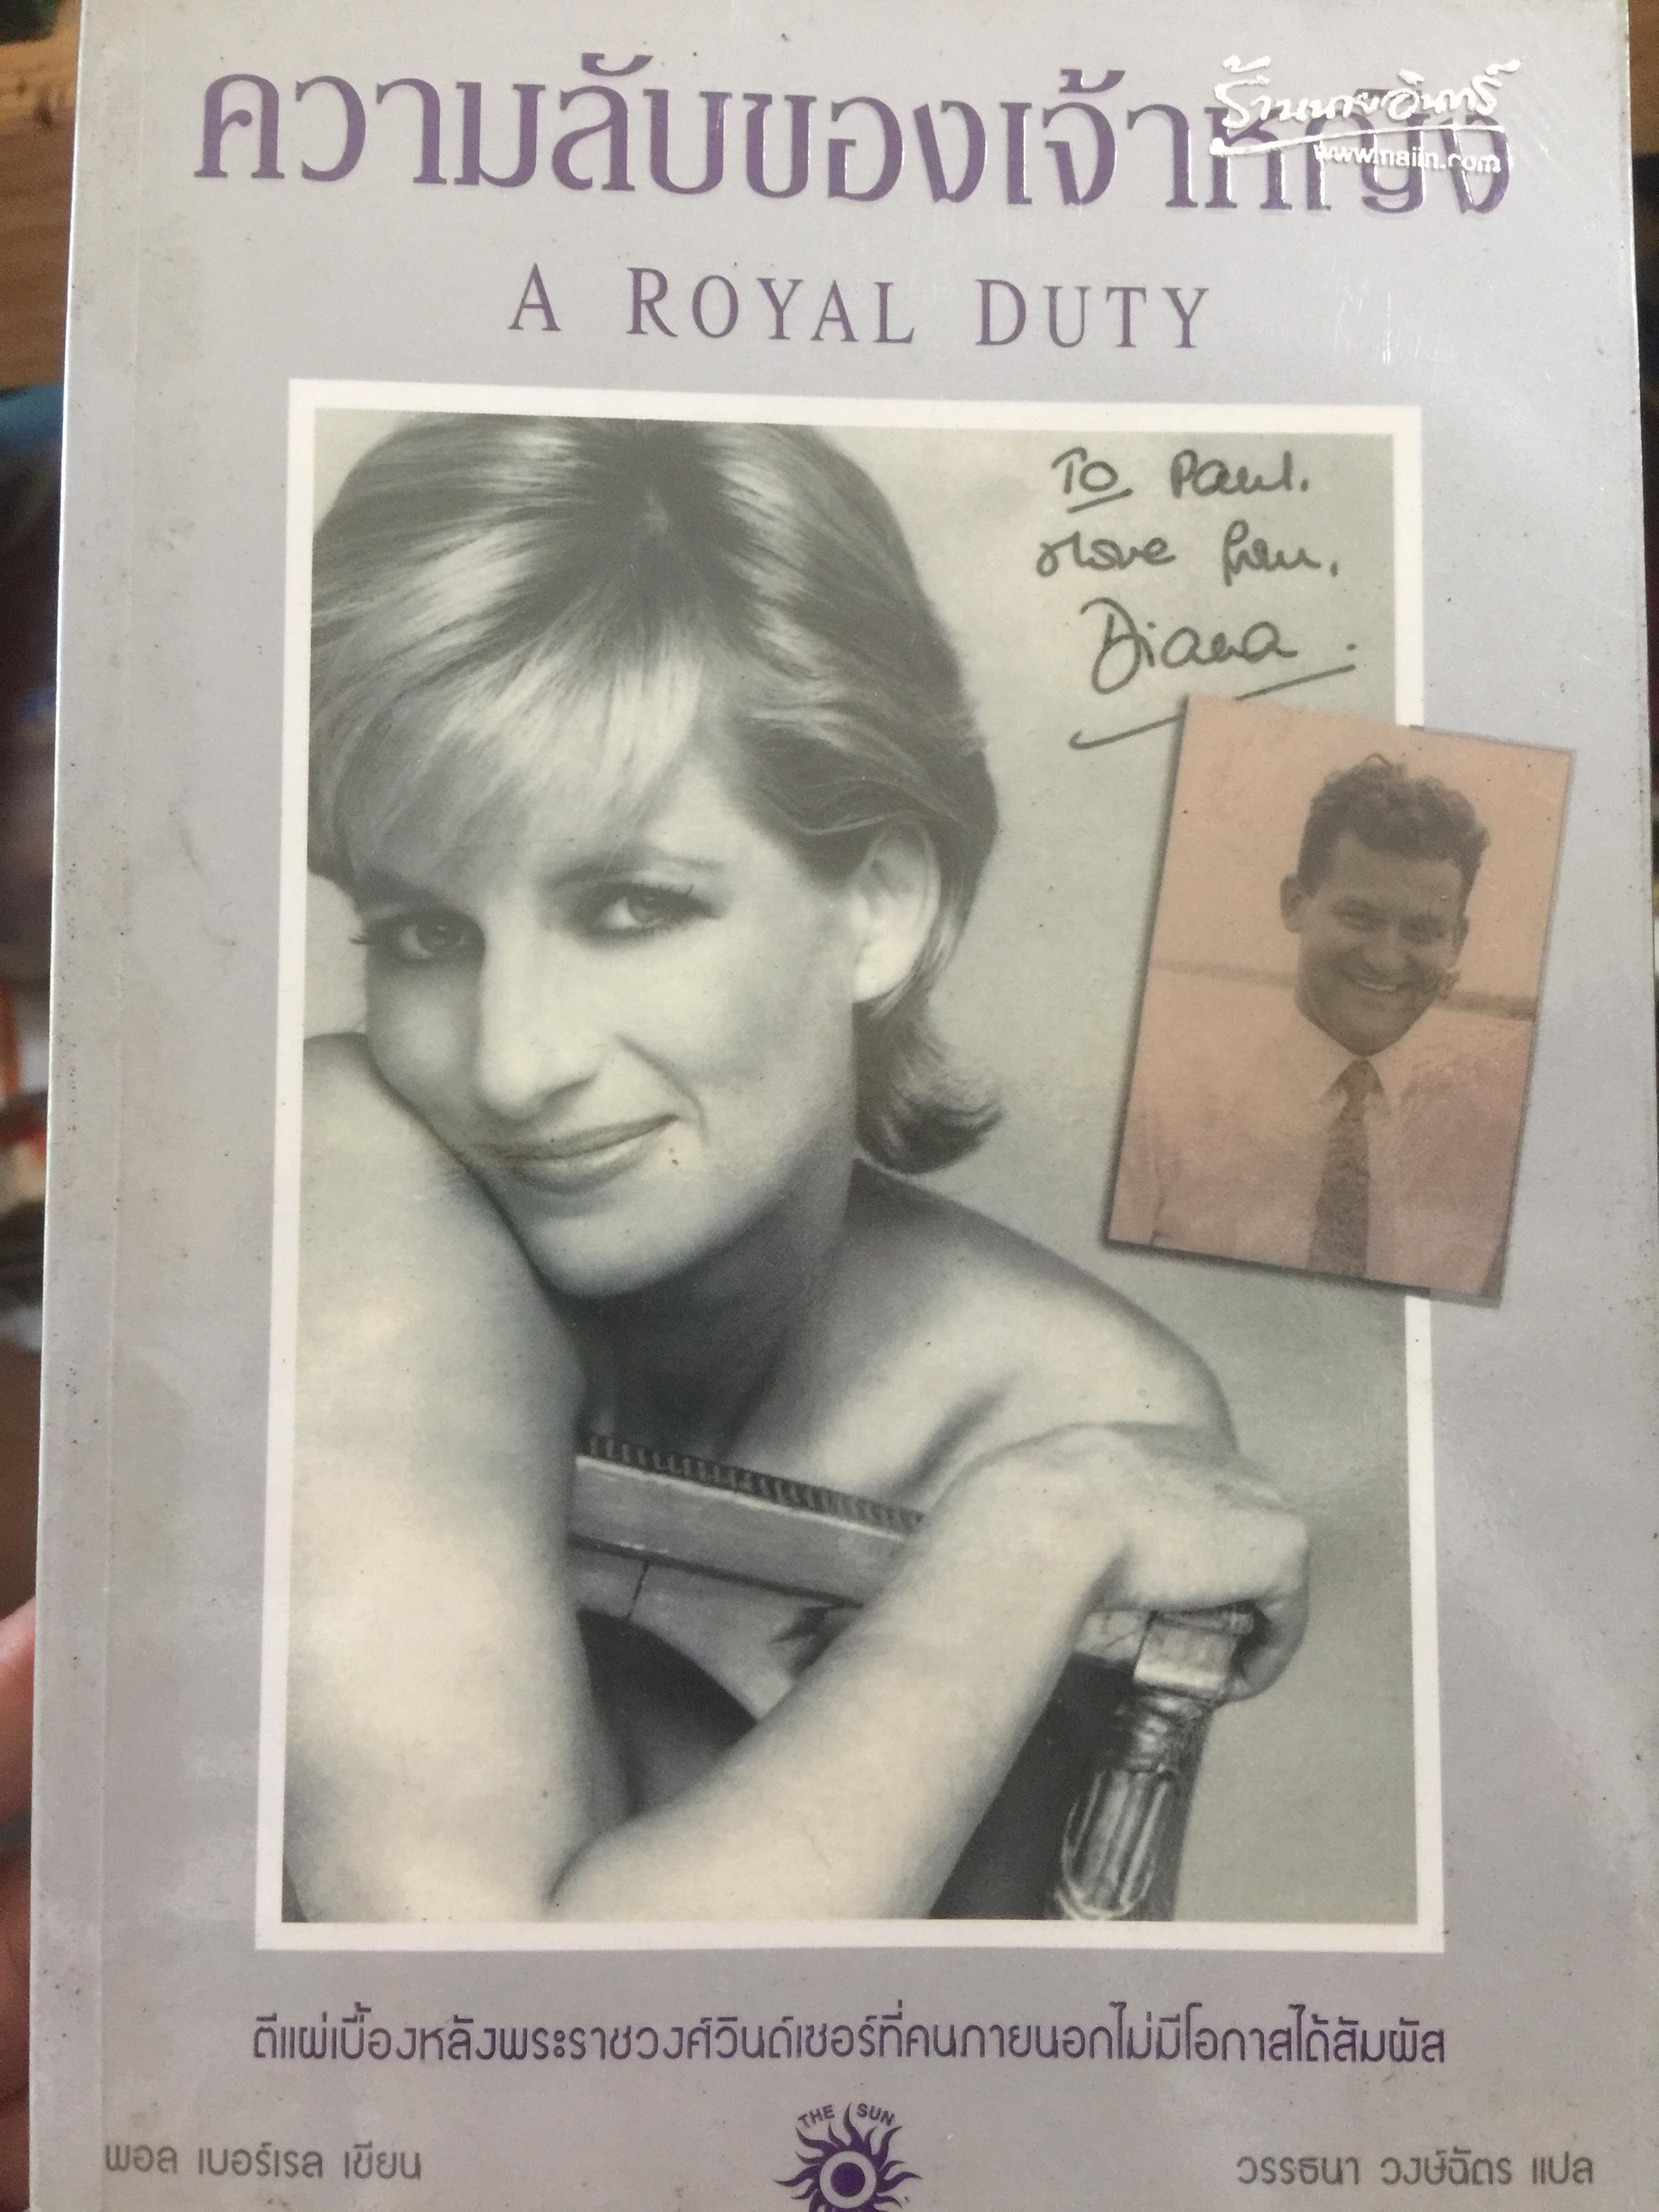 ความลับของเจ้าหญิง
ร้านนายอินทร์
www.naiin.com
A ROYAL DUTY
To Paul.
love from.
Diana.
ตีแผ่เบื้องหลังพระราชวงศ์วินด์เซอร์ที่คนภายนอกไม่มีโอกาสได้สัมผัส
THE SUN
พอล เบอร์เรล เขียน
วรรธนา วงษ์ฉัตร แปล